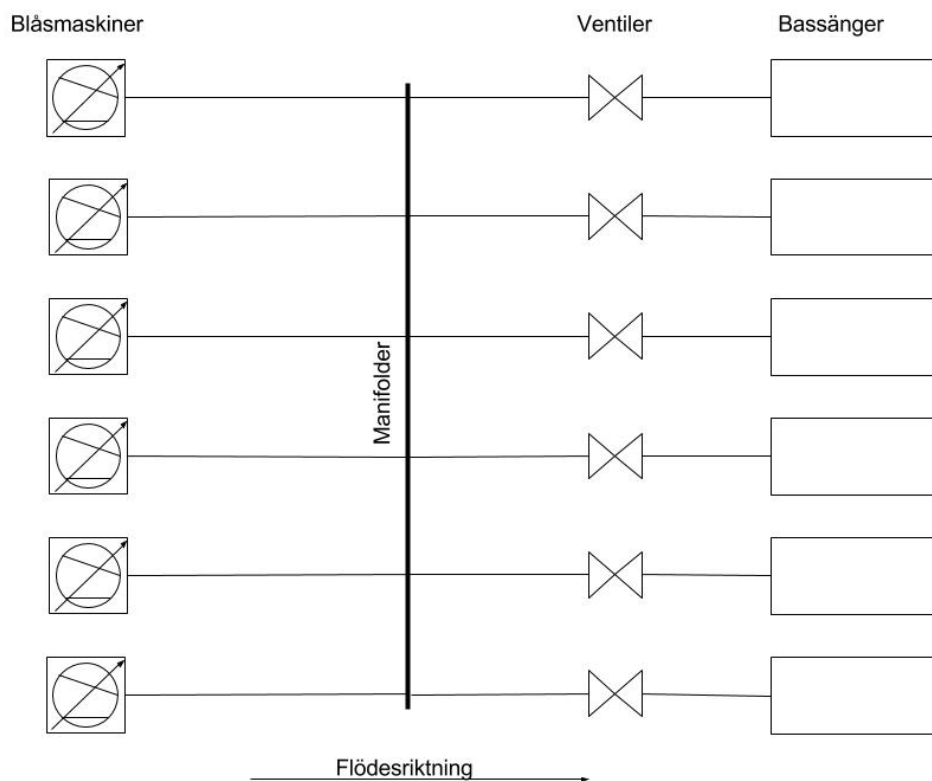 Blåsmaskiner
Ventiler
Bassänger
Manifolder
Flödesriktning